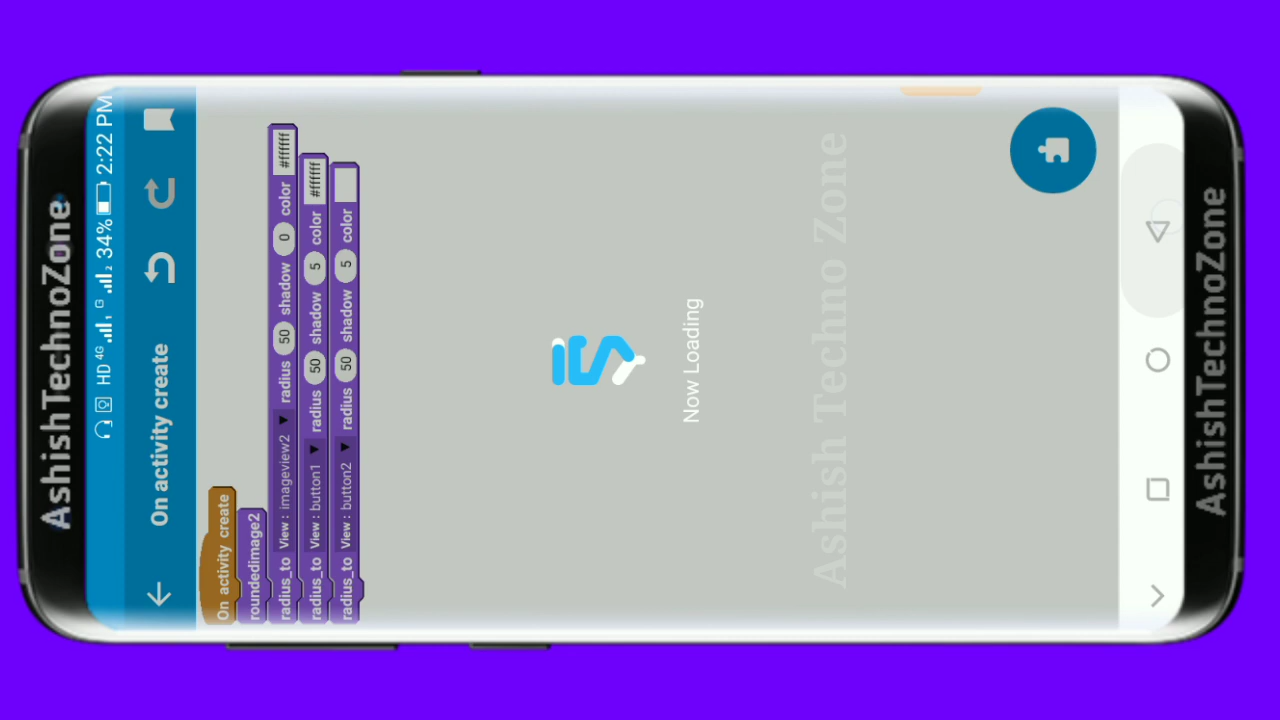 AshishTechnoZone
HD 4G 1 G 2 34% 2:22 PM
On activity create
On activity create
roundedimage2
radius_to View : imageview2 radius 50 shadow 0 color #ffffff
radius_to View : button1 radius 50 shadow 5 color #ffffff
radius_to View : button2 radius 50 shadow 5 color
Now Loading
Ashish Techno Zone
AshishTechnoZone